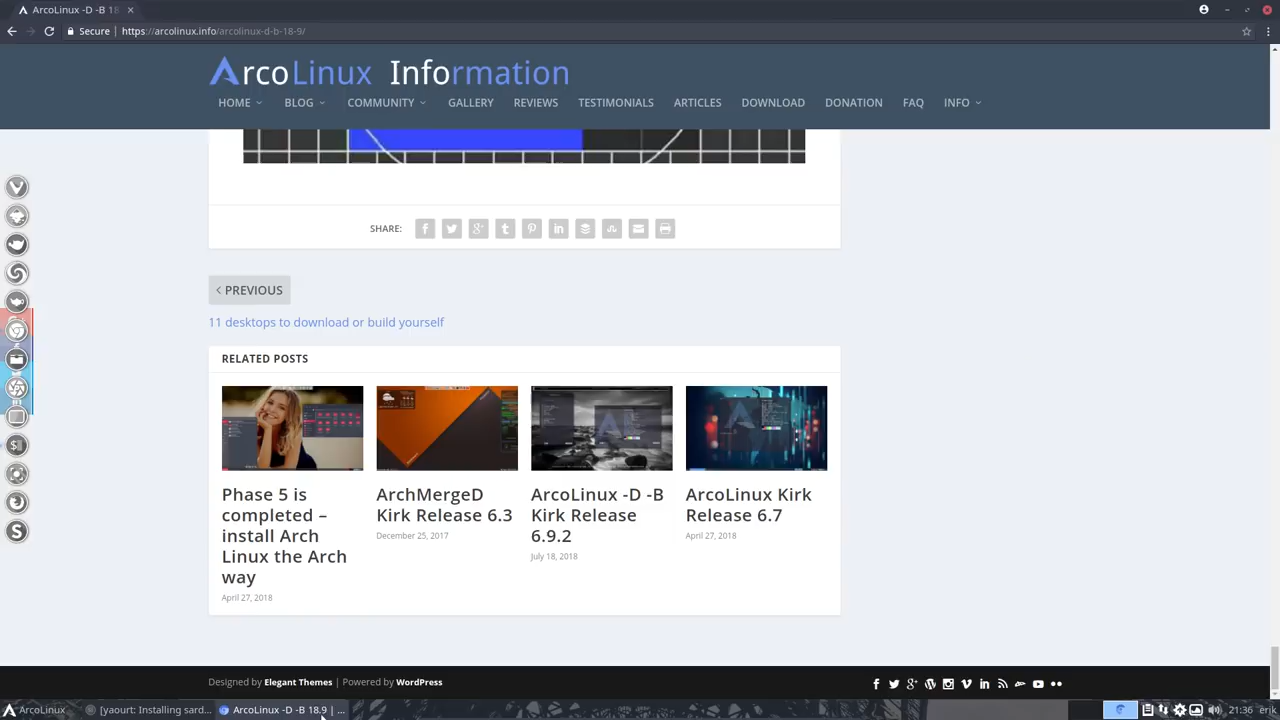 ArcoLinux -D -B 18
Secure
https://arcolinux.info/arcolinux-d-b-18-9/
ArcoLinux Information
HOME
BLOG
COMMUNITY
GALLERY
REVIEWS
TESTIMONIALS
ARTICLES
DOWNLOAD
DONATION
FAQ
INFO
SHARE:
< PREVIOUS
11 desktops to download or build yourself
RELATED POSTS
Phase 5 is
completed –
install Arch
Linux the Arch
way
April 27, 2018
ArchMergeD
Kirk Release 6.3
December 25, 2017
ArcoLinux -D -B
Kirk Release
6.9.2
July 18, 2018
ArcoLinux Kirk
Release 6.7
April 27, 2018
Designed by Elegant Themes | Powered by WordPress
ArcoLinux
[yaourt: Installing sard...
ArcoLinux -D -B 18.9 | ...
21:36
erik